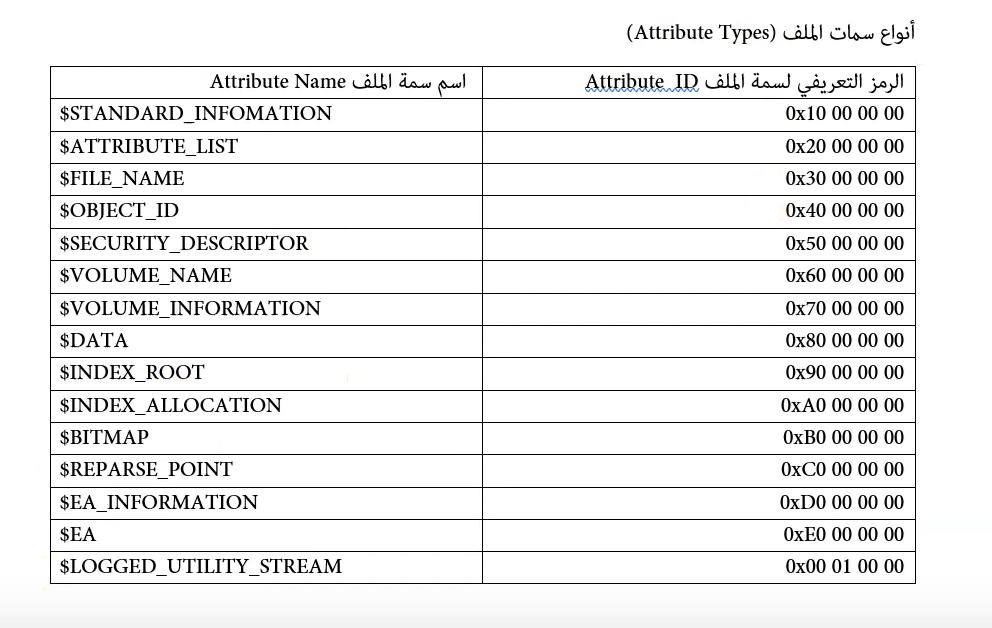 أنواع سمات الملف (Attribute Types)
الرمز التعريفي لسمة الملف Attribute ID اسم سمة الملف Attribute Name
$STANDARD_INFOMATION 0x10 00 00 00
$ATTRIBUTE_LIST 0x20 00 00 00
$FILE_NAME 0x30 00 00 00
$OBJECT_ID 0x40 00 00 00
$SECURITY_DESCRIPTOR 0x50 00 00 00
$VOLUME_NAME 0x60 00 00 00
$VOLUME_INFORMATION 0x70 00 00 00
$DATA 0x80 00 00 00
$INDEX_ROOT 0x90 00 00 00
$INDEX_ALLOCATION 0xA0 00 00 00
$BITMAP 0xB0 00 00 00
$REPARSE_POINT 0xC0 00 00 00
$EA_INFORMATION 0xD0 00 00 00
$EA 0xE0 00 00 00
$LOGGED_UTILITY_STREAM 0x00 01 00 00